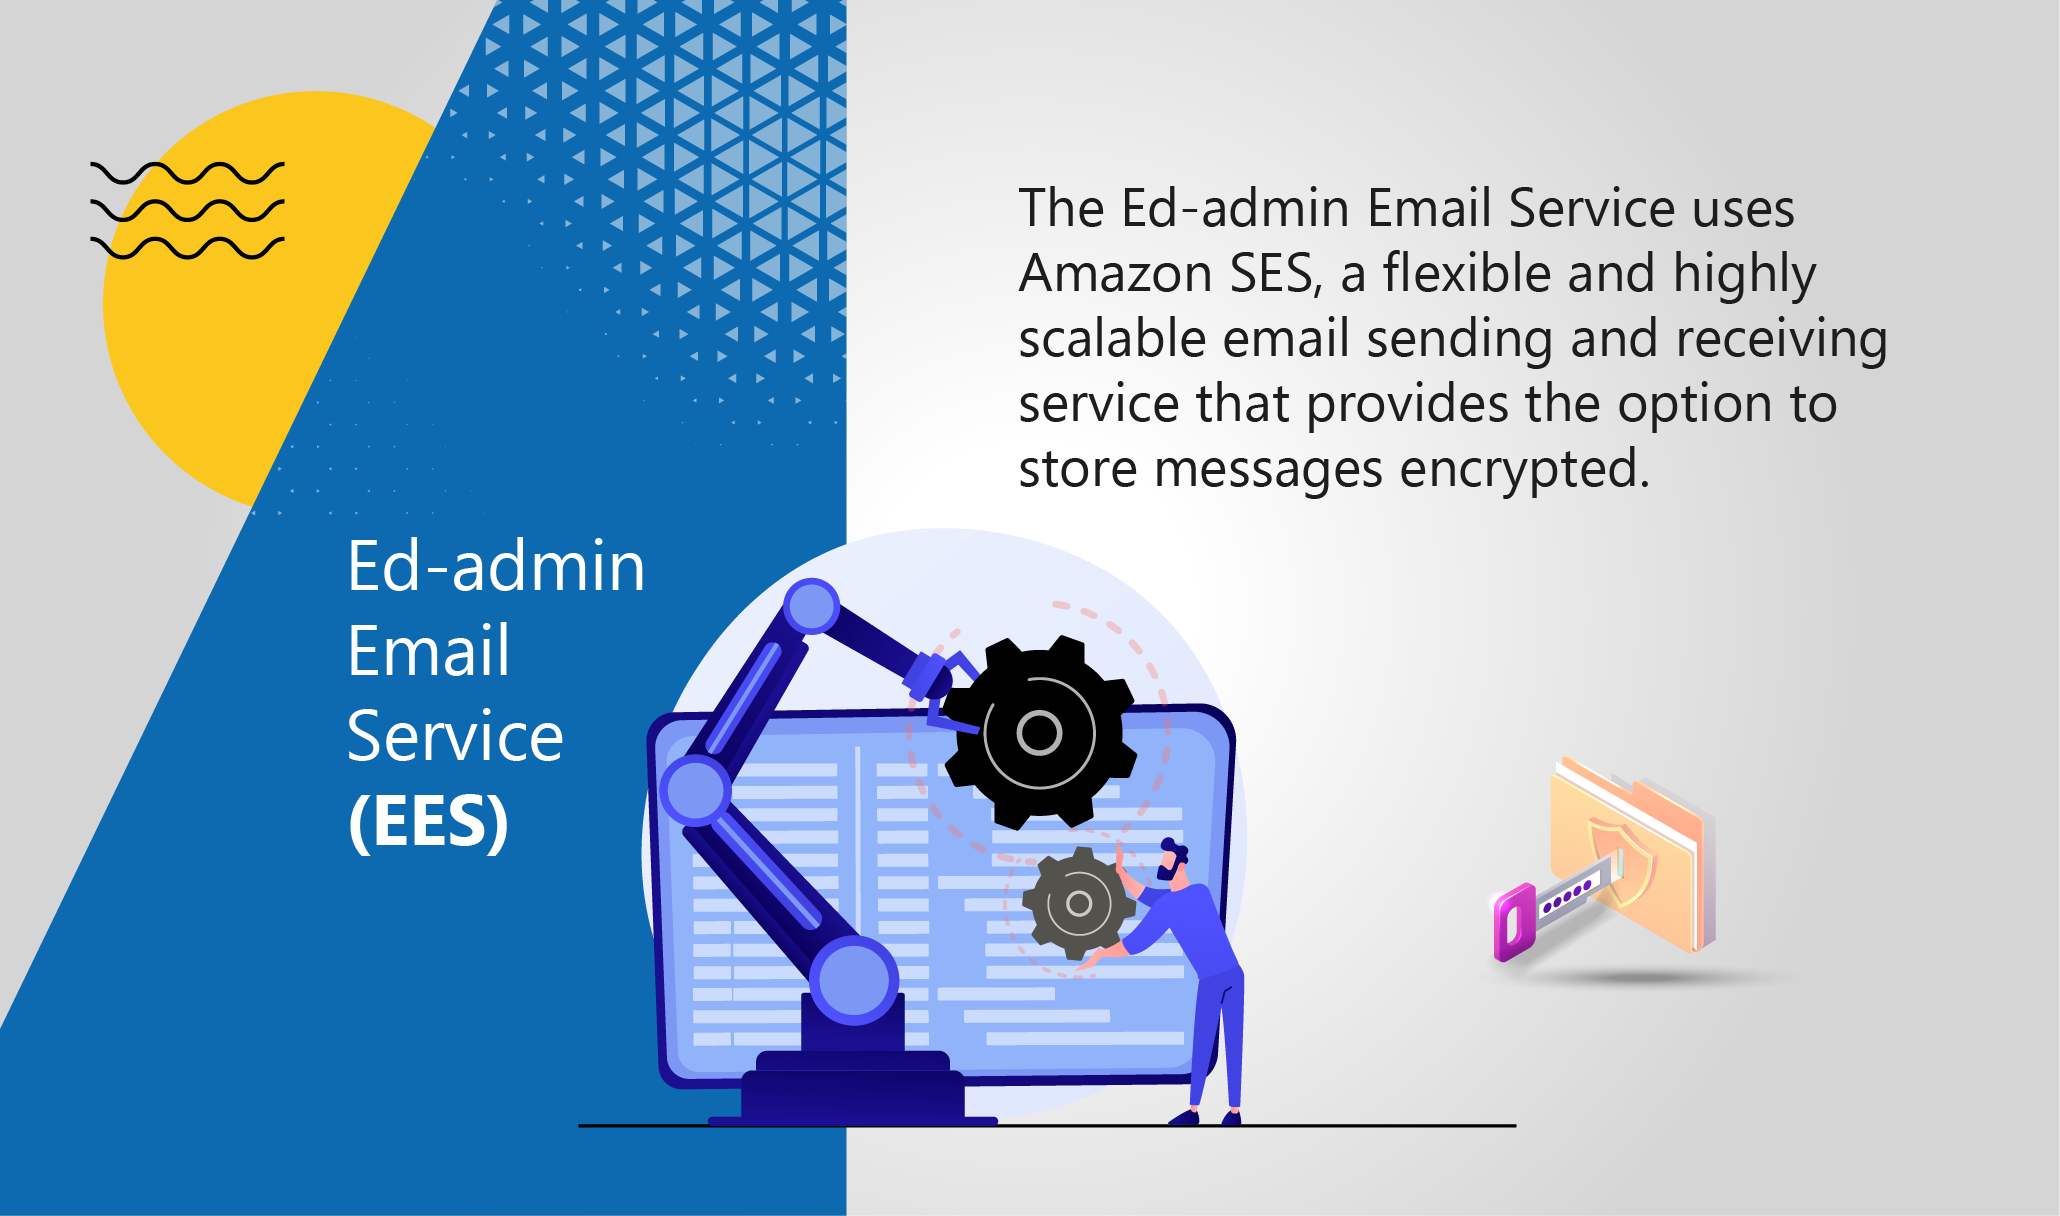 Ed-admin
Email
Service
(EES)
The Ed-admin Email Service uses
Amazon SES, a flexible and highly
scalable email sending and receiving
service that provides the option to
store messages encrypted.